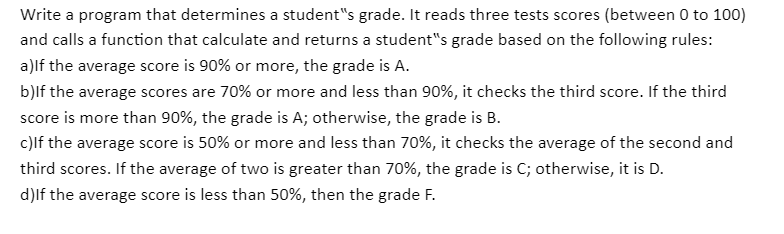 Write a program that determines a student"s grade. It reads three tests scores (between 0 to 100)
and calls a function that calculate and returns a student"s grade based on the following rules:
a)If the average score is 90% or more, the grade is A.
b)If the average scores are 70% or more and less than 90%, it checks the third score. If the third
score is more than 90%, the grade is A; otherwise, the grade is B.
c)If the average score is 50% or more and less than 70%, it checks the average of the second and
third scores. If the average of two is greater than 70%, the grade is C; otherwise, it is D.
d)If the average score is less than 50%, then the grade F.